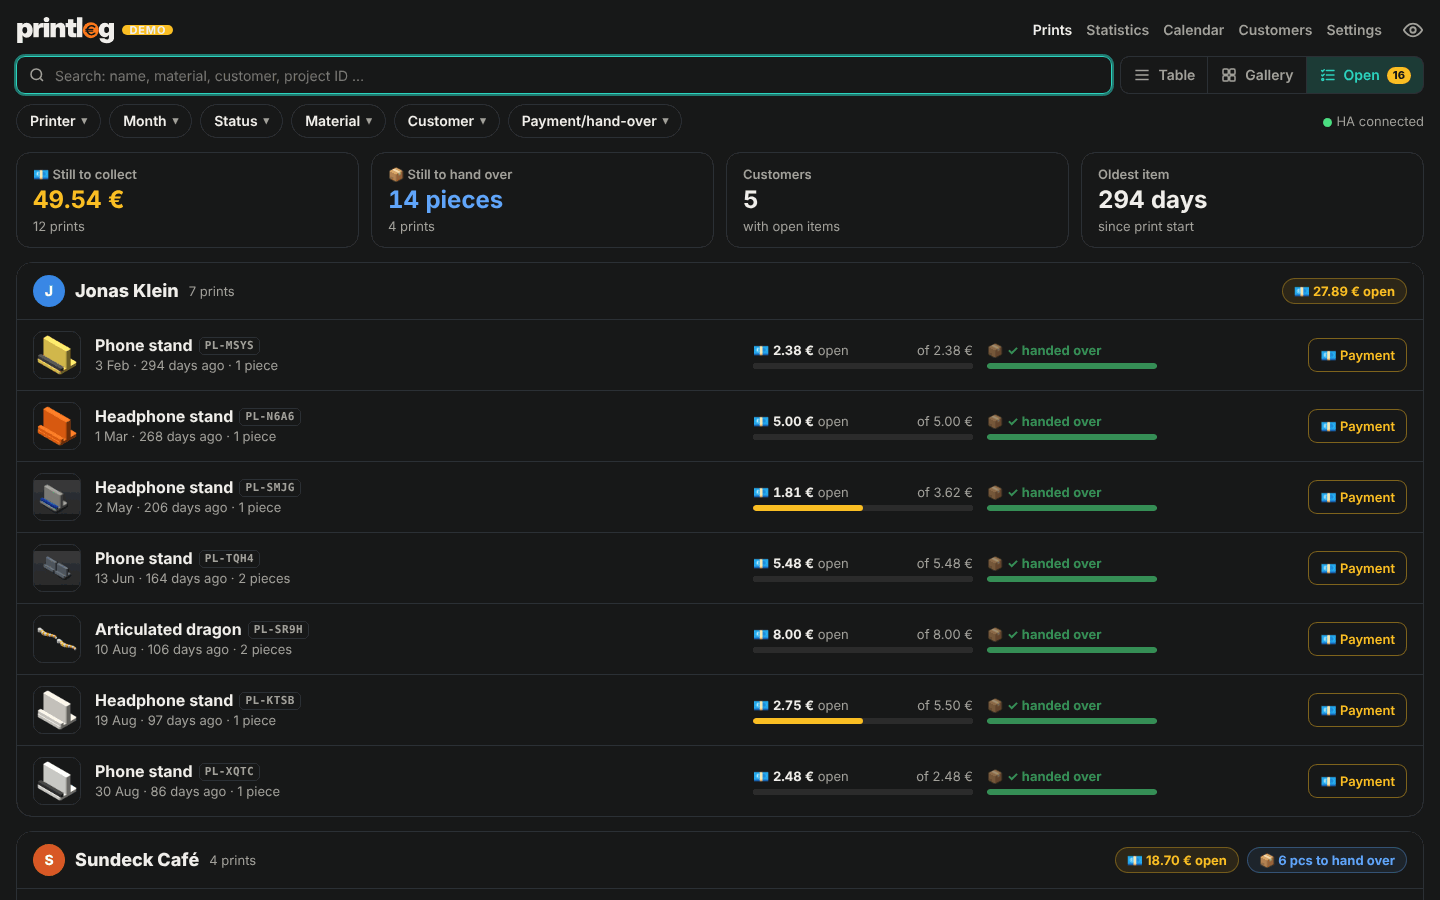 printlog DEMO
Prints Statistics Calendar Customers Settings
Search: name, material, customer, project ID ...
Table Gallery Open 16
Printer ▾ Month ▾ Status ▾ Material ▾ Customer ▾ Payment/hand-over ▾
HA connected
Still to collect
49.54 €
12 prints
Still to hand over
14 pieces
4 prints
Customers
5
with open items
Oldest item
294 days
since print start
J Jonas Klein 7 prints 27.89 € open
Phone stand PL-MSYS
3 Feb · 294 days ago · 1 piece
2.38 € open of 2.38 € ✓ handed over Payment
Headphone stand PL-N6A6
1 Mar · 268 days ago · 1 piece
5.00 € open of 5.00 € ✓ handed over Payment
Headphone stand PL-SMJG
2 May · 206 days ago · 1 piece
1.81 € open of 3.62 € ✓ handed over Payment
Phone stand PL-TQH4
13 Jun · 164 days ago · 2 pieces
5.48 € open of 5.48 € ✓ handed over Payment
Articulated dragon PL-SR9H
10 Aug · 106 days ago · 2 pieces
8.00 € open of 8.00 € ✓ handed over Payment
Headphone stand PL-KTSB
19 Aug · 97 days ago · 1 piece
2.75 € open of 5.50 € ✓ handed over Payment
Phone stand PL-XQTC
30 Aug · 86 days ago · 1 piece
2.48 € open of 2.48 € ✓ handed over Payment
S Sundeck Café 4 prints 18.70 € open 6 pcs to hand over